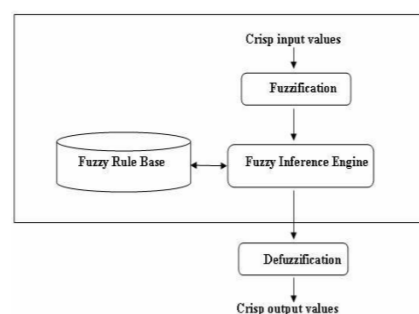 Crisp input values
Fuzzification
Fuzzy Rule Base
Fuzzy Inference Engine
Defuzzification
Crisp output values